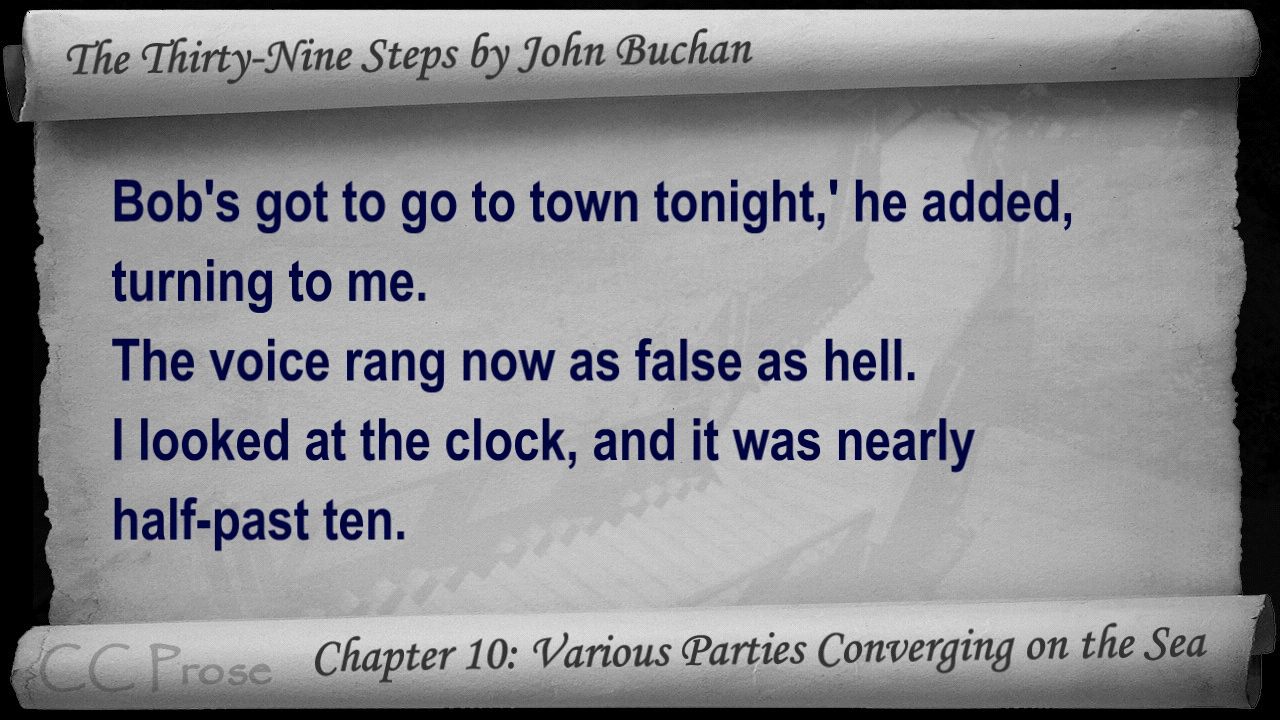 The Thirty-Nine Steps by John Buchan
Bob's got to go to town tonight,' he added,
turning to me.
The voice rang now as false as hell.
I looked at the clock, and it was nearly
half-past ten.
CC Prose
Chapter 10: Various Parties Converging on the Sea